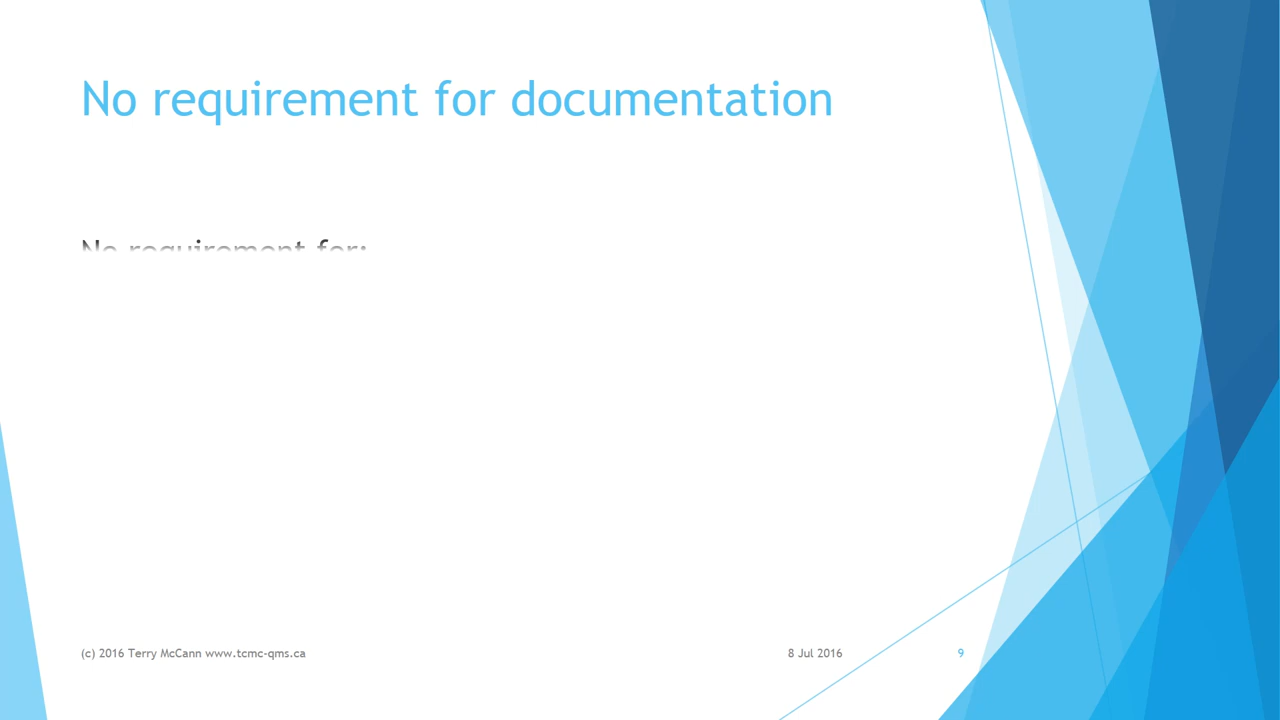 No requirement for documentation
No requirement for:
(c) 2016 Terry McCann www.tcmc-qms.ca
8 Jul 2016
9